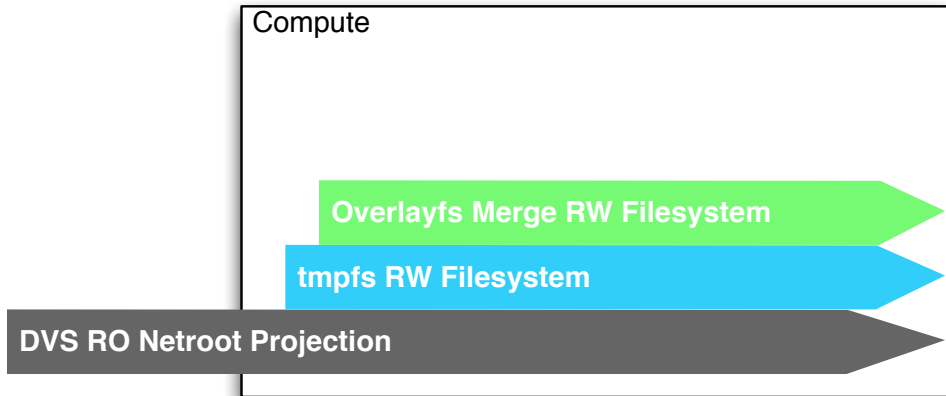 Compute
Overlayfs Merge RW Filesystem
tmpfs RW Filesystem
DVS RO Netroot Projection